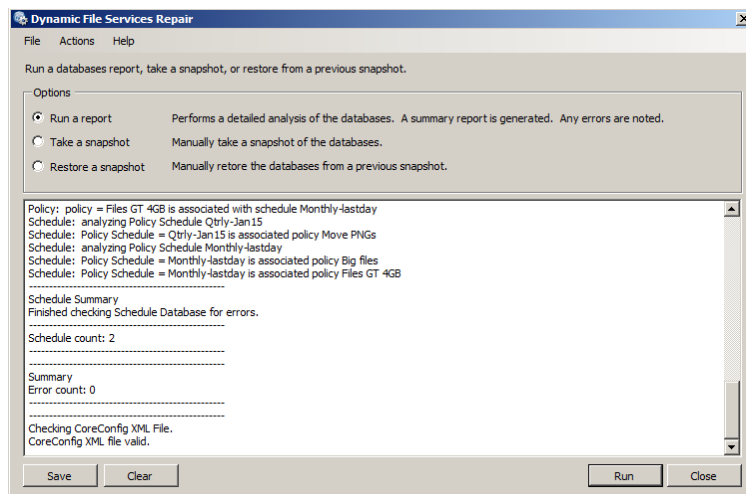 Dynamic File Services Repair
File Actions Help
Run a databases report, take a snapshot, or restore from a previous snapshot.
Options
Run a report Performs a detailed analysis of the databases. A summary report is generated. Any errors are noted.
Take a snapshot Manually take a snapshot of the databases.
Restore a snapshot Manually retore the databases from a previous snapshot.
Policy: policy = Files GT 4GB is associated with schedule Monthly-lastday
Schedule: analyzing Policy Schedule Qtrly-Jan15
Schedule: Policy Schedule = Qtrly-Jan15 is associated policy Move PNGs
Schedule: analyzing Policy Schedule Monthly-lastday
Schedule: Policy Schedule = Monthly-lastday is associated policy Big files
Schedule: Policy Schedule = Monthly-lastday is associated policy Files GT 4GB
------------------------------------------------
Schedule Summary
Finished checking Schedule Database for errors.
------------------------------------------------
Schedule count: 2
------------------------------------------------
------------------------------------------------
Summary
Error count: 0
------------------------------------------------
------------------------------------------------
Checking CoreConfig XML File.
CoreConfig XML file valid.
Save Clear Run Close